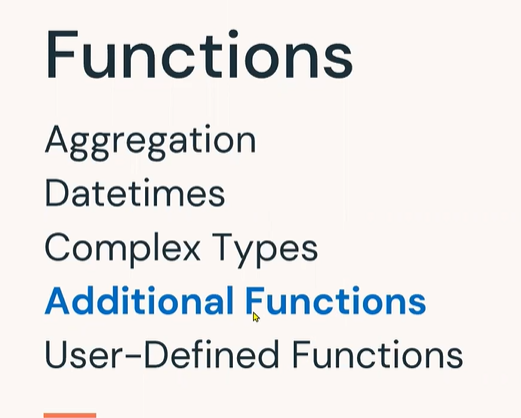 Functions
Aggregation
Datetimes
Complex Types
Additional Functions
User-Defined Functions